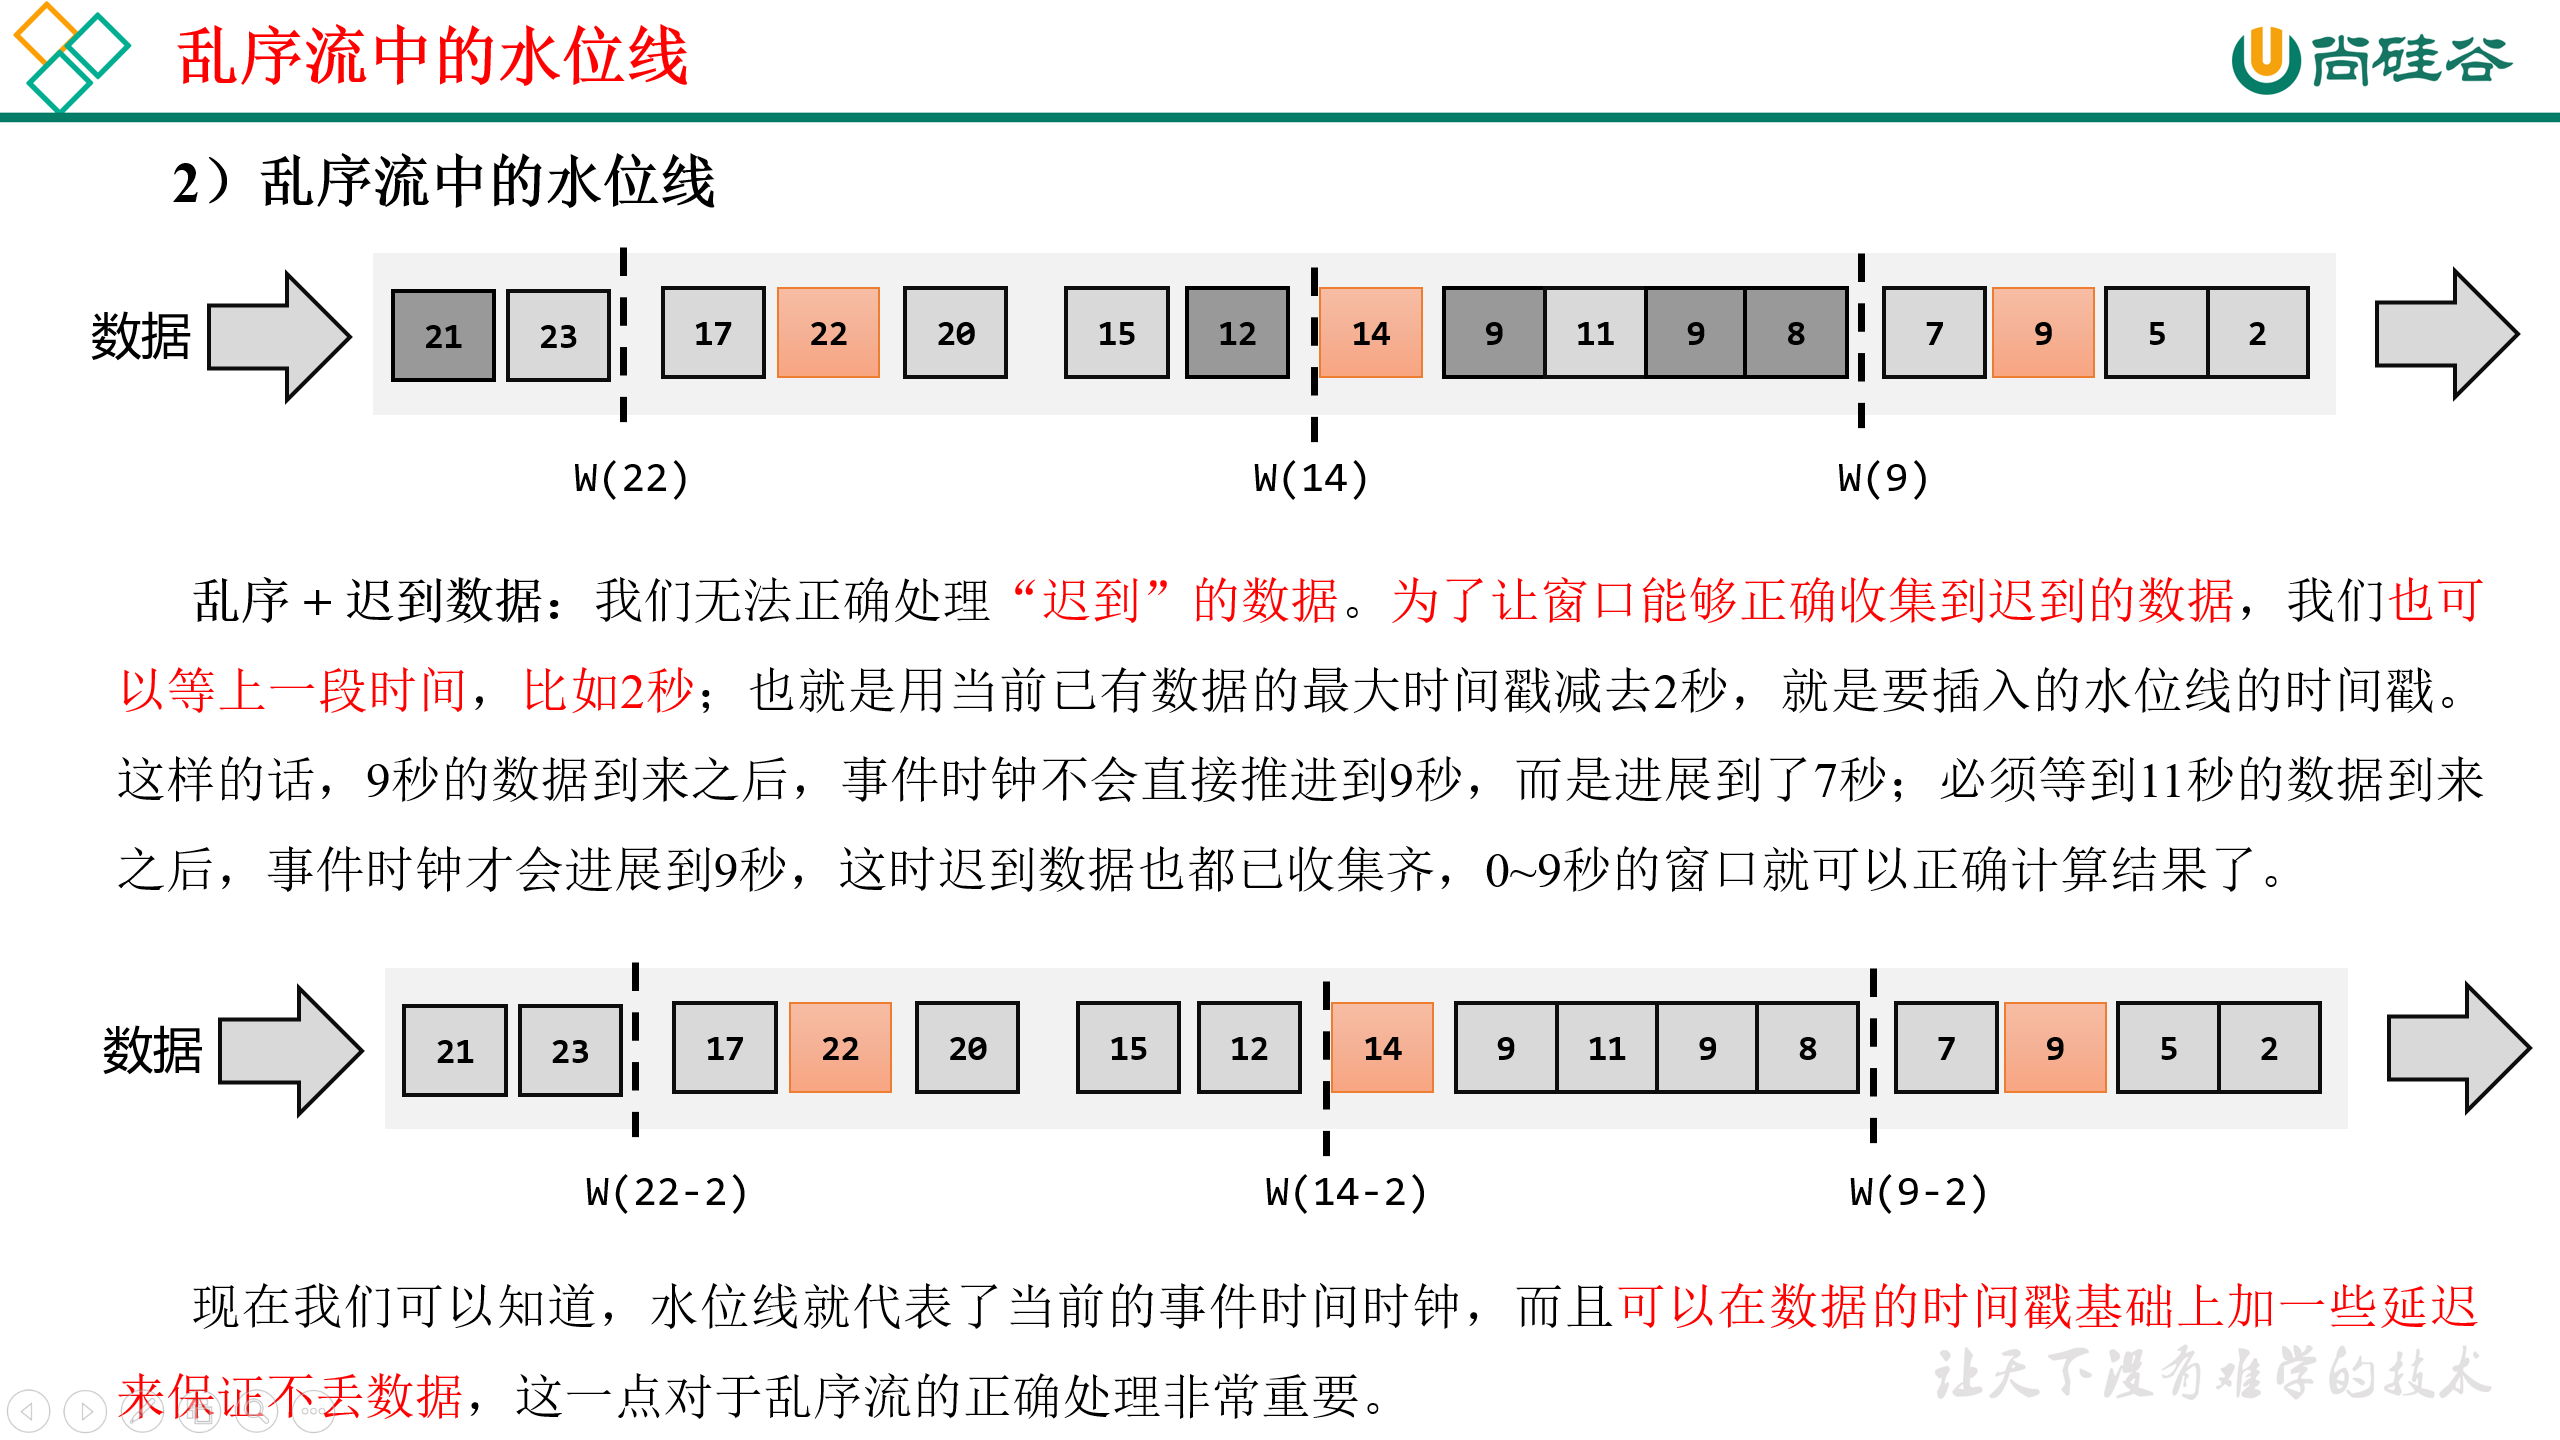 乱序流中的水位线
尚硅谷
2）乱序流中的水位线
数据
21 23 17 22 20 15 12 14 9 11 9 8 7 9 5 2
W(22) W(14) W(9)
乱序 + 迟到数据：我们无法正确处理“迟到”的数据。为了让窗口能够正确收集到迟到的数据，我们也可
以等上一段时间，比如2秒；也就是用当前已有数据的最大时间戳减去2秒，就是要插入的水位线的时间戳。
这样的话，9秒的数据到来之后，事件时钟不会直接推进到9秒，而是进展到了7秒；必须等到11秒的数据到来
之后，事件时钟才会进展到9秒，这时迟到数据也都已收集齐，0~9秒的窗口就可以正确计算结果了。
数据
21 23 17 22 20 15 12 14 9 11 9 8 7 9 5 2
W(22-2) W(14-2) W(9-2)
现在我们可以知道，水位线就代表了当前的事件时间时钟，而且可以在数据的时间戳基础上加一些延迟
来保证不丢数据，这一点对于乱序流的正确处理非常重要。
让天下没有难学的技术